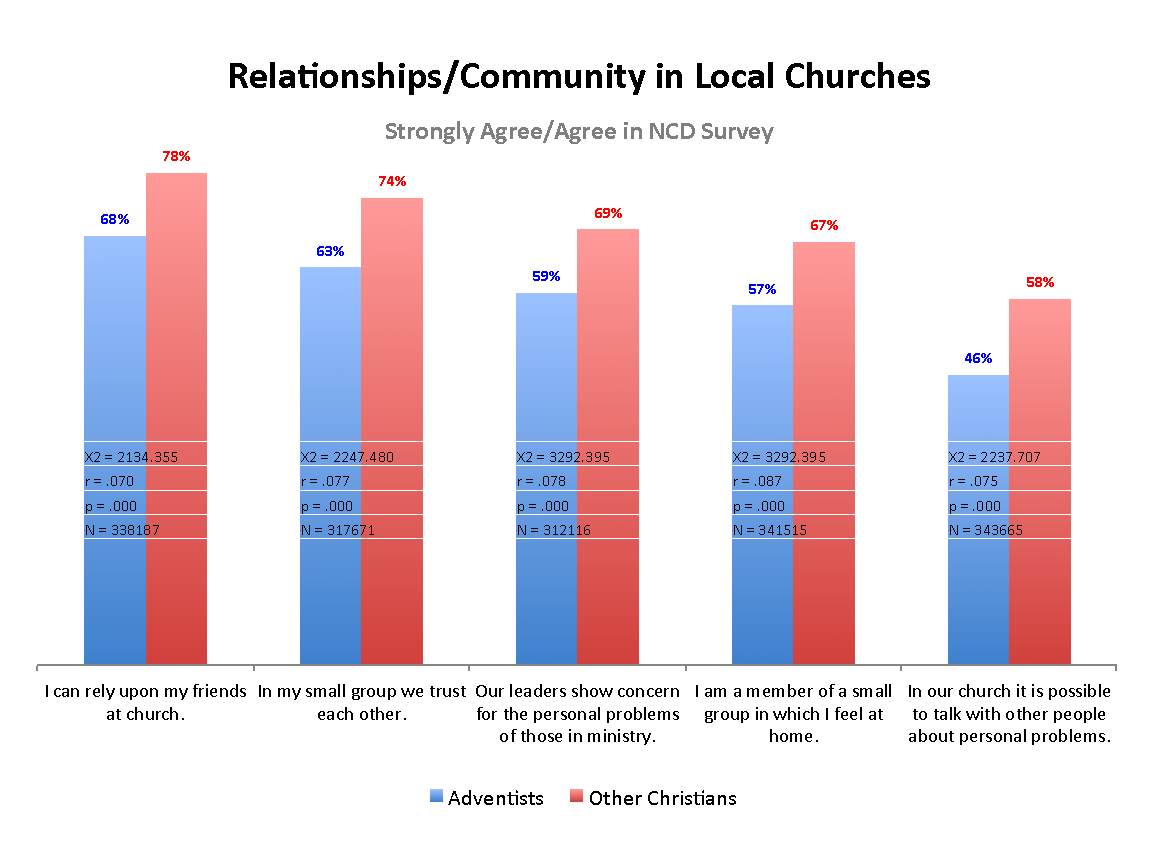 Relationships/Community in Local Churches
Strongly Agree/Agree in NCD Survey
68%
78%
63%
74%
59%
69%
57%
67%
46%
58%
X2 = 2134.355
r = .070
p = .000
N = 338187
X2 = 2247.480
r = .077
p = .000
N = 317671
X2 = 3292.395
r = .078
p = .000
N = 312116
X2 = 3292.395
r = .087
p = .000
N = 341515
X2 = 2237.707
r = .075
p = .000
N = 343665
I can rely upon my friends
at church.
In my small group we trust
each other.
Our leaders show concern
for the personal problems
of those in ministry.
I am a member of a small
group in which I feel at
home.
In our church it is possible
to talk with other people
about personal problems.
Adventists
Other Christians